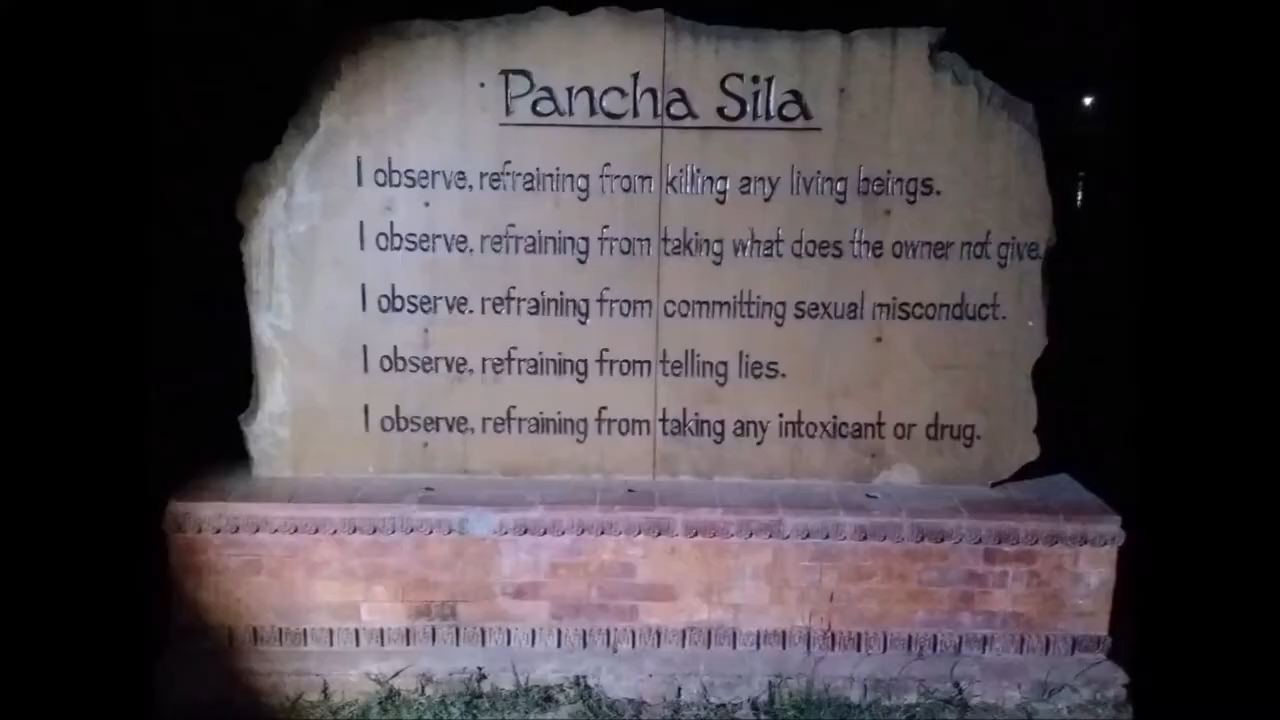 Pancha Sila
I observe, refraining from killing any living beings.
I observe, refraining from taking what does the owner not give.
I observe. refraining from committing sexual misconduct.
I observe, refraining from telling lies.
I observe, refraining from taking any intoxicant or drug.